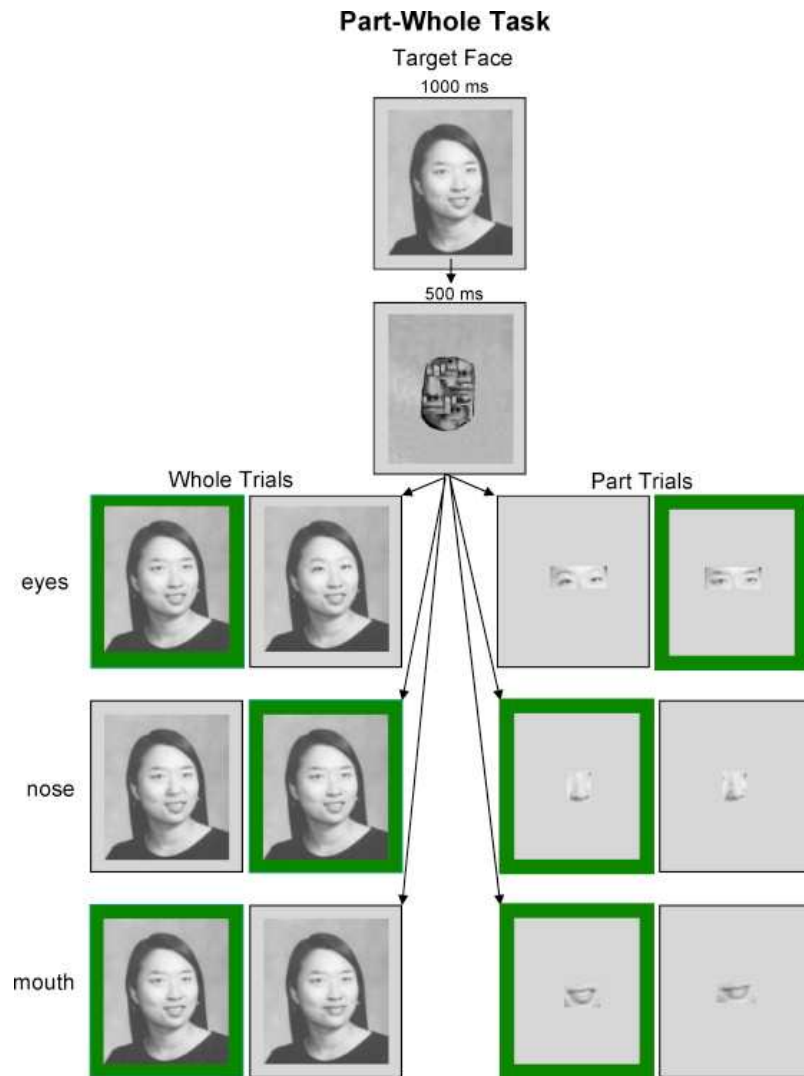 Part-Whole Task
Target Face
1000 ms
500 ms
Whole Trials
Part Trials
eyes
nose
mouth